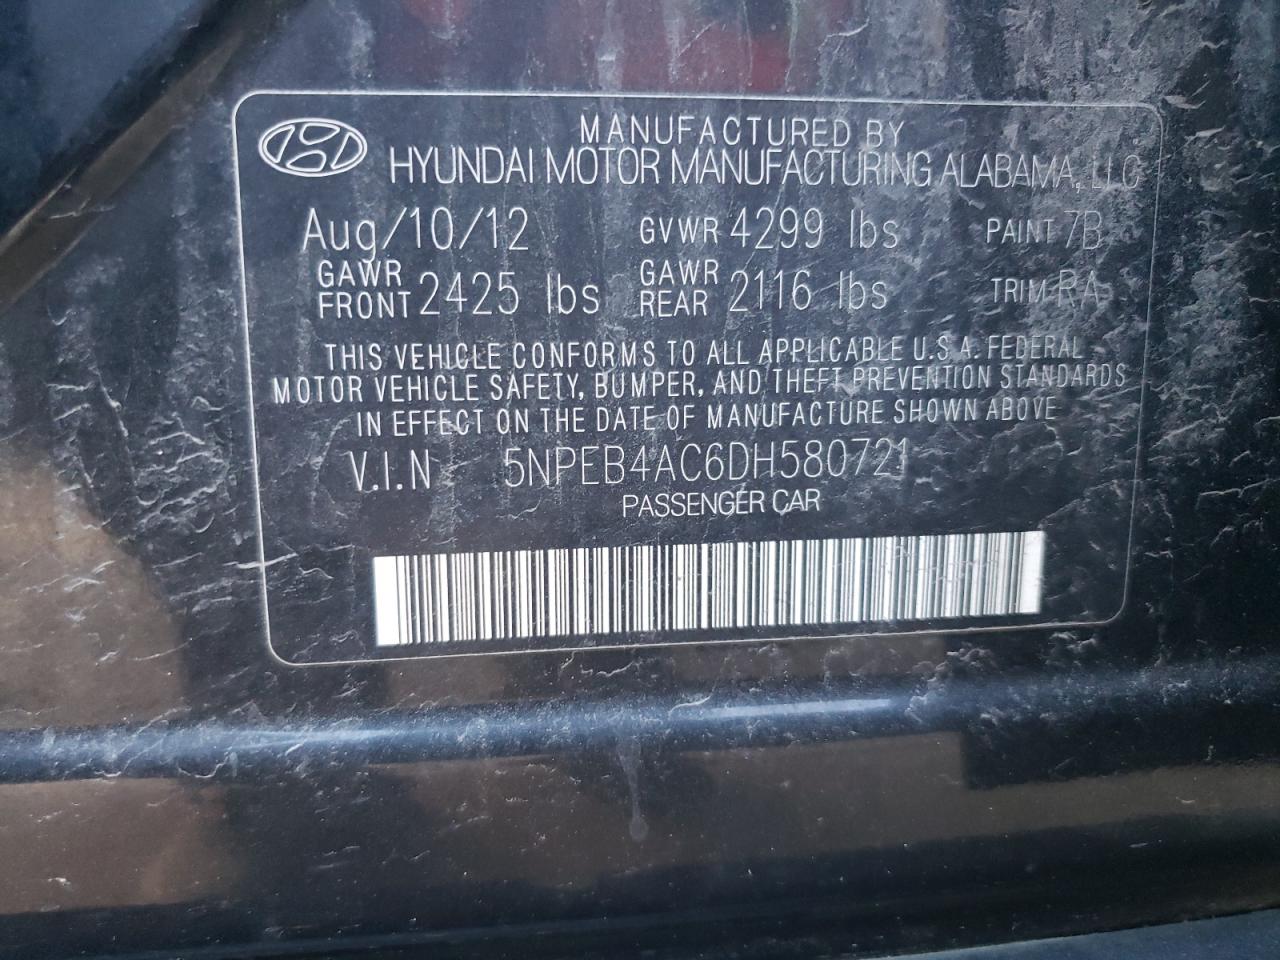 MANUFACTURED BY
HYUNDAI MOTOR MANUFACTURING ALABAMA, LLC
Aug/10/12 GVWR 4299 lbs PAINT 7B
GAWR FRONT 2425 lbs GAWR REAR 2116 lbs TRIM RA
THIS VEHICLE CONFORMS TO ALL APPLICABLE U.S.A. FEDERAL
MOTOR VEHICLE SAFETY, BUMPER, AND THEFT PREVENTION STANDARDS
IN EFFECT ON THE DATE OF MANUFACTURE SHOWN ABOVE
V.I.N 5NPEB4AC6DH580721
PASSENGER CAR